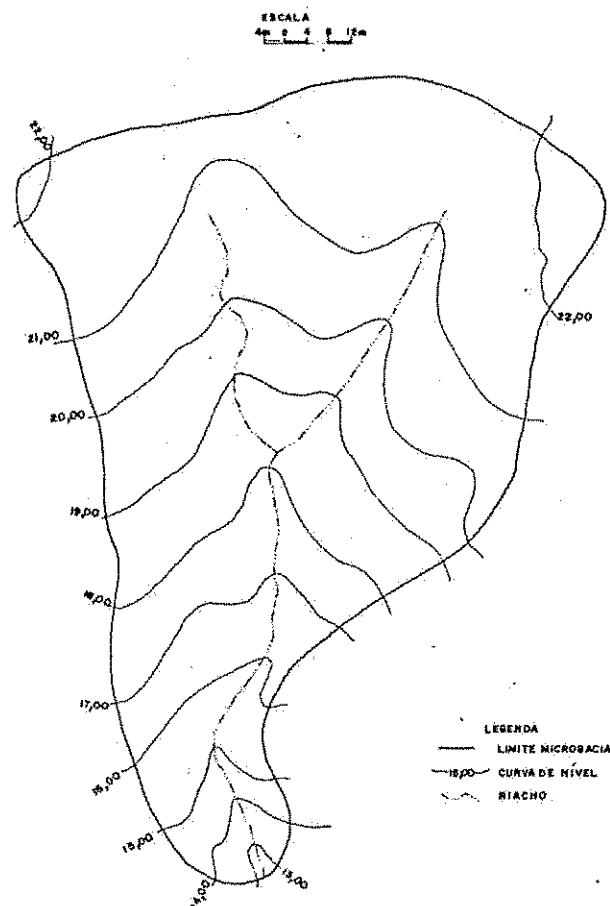 ESCALA
4m 0 4 8 12m
22,00
22,00
21,00
20,00
19,00
18,00
17,00
16,00
15,00
14,00
13,00
LEGENDA
LIMITE MICROBACIA
15,00 CURVA DE NÍVEL
RIACHO